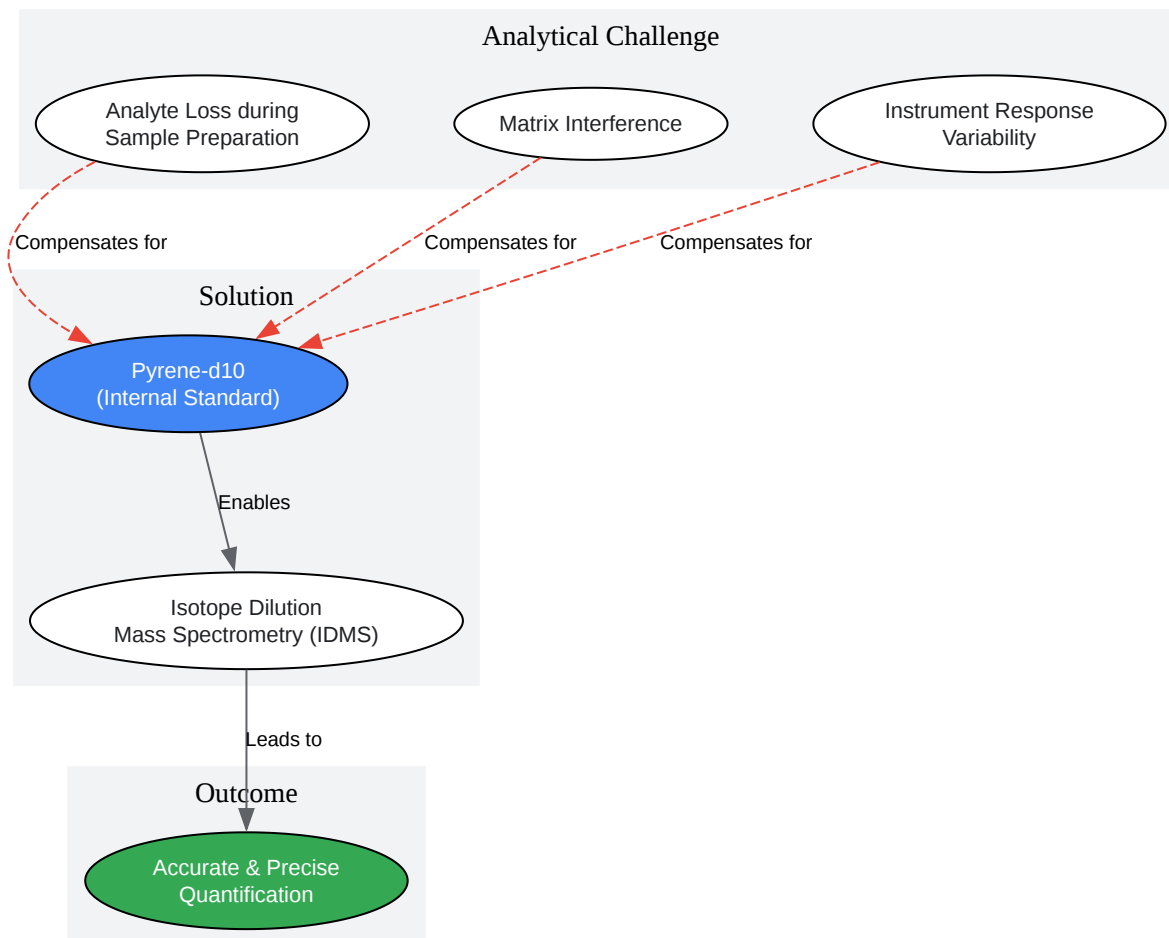 Analytical Challenge
Analyte Loss during
Sample Preparation
Matrix Interference
Instrument Response
Variability
Compensates for
Compensates for
Compensates for
Solution
Pyrene-d10
(Internal Standard)
Enables
Isotope Dilution
Mass Spectrometry (IDMS)
Leads to
Outcome
Accurate & Precise
Quantification